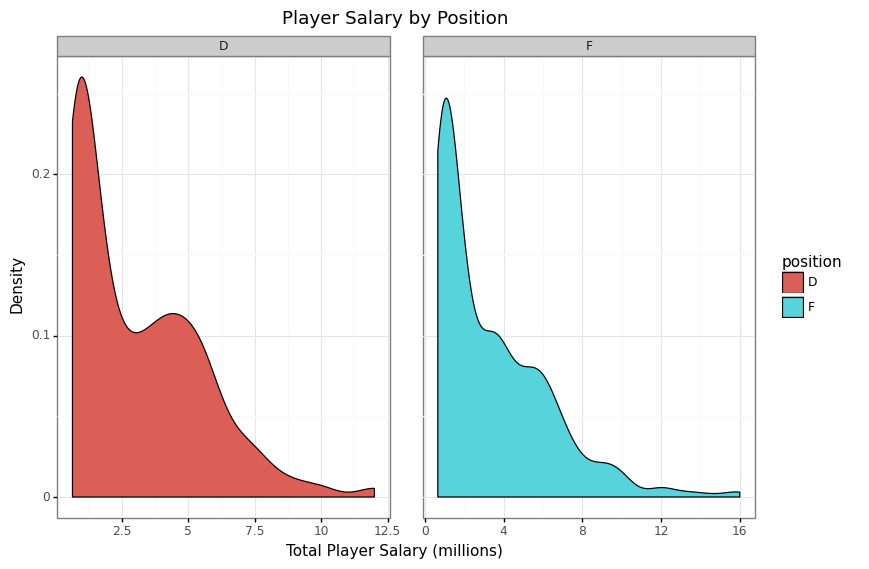 Player Salary by Position
D
F
0.2
0.1
0
Density
2.5 5 7.5 10 12.5
0 4 8 12 16
Total Player Salary (millions)
position
D
F